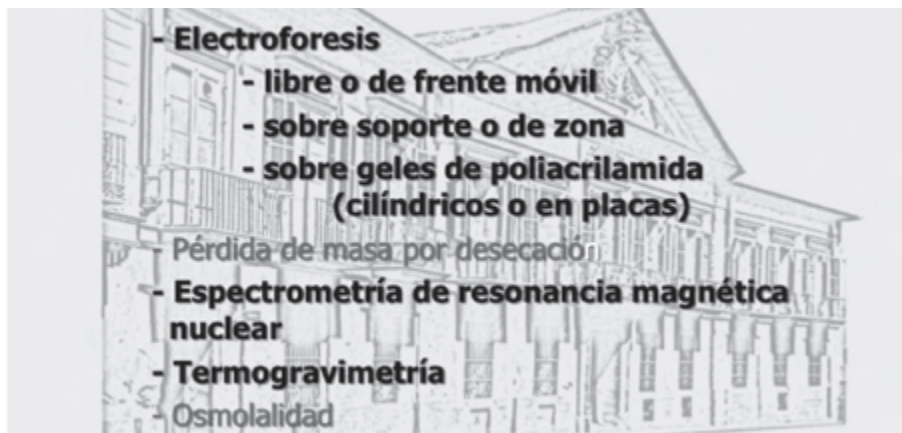 - Electroforesis
- libre o de frente móvil
- sobre soporte o de zona
- sobre geles de poliacrilamida
(cilíndricos o en placas)
- Pérdida de masa por desecación
- Espectrometría de resonancia magnética
nuclear
- Termogravimetría
- Osmolalidad